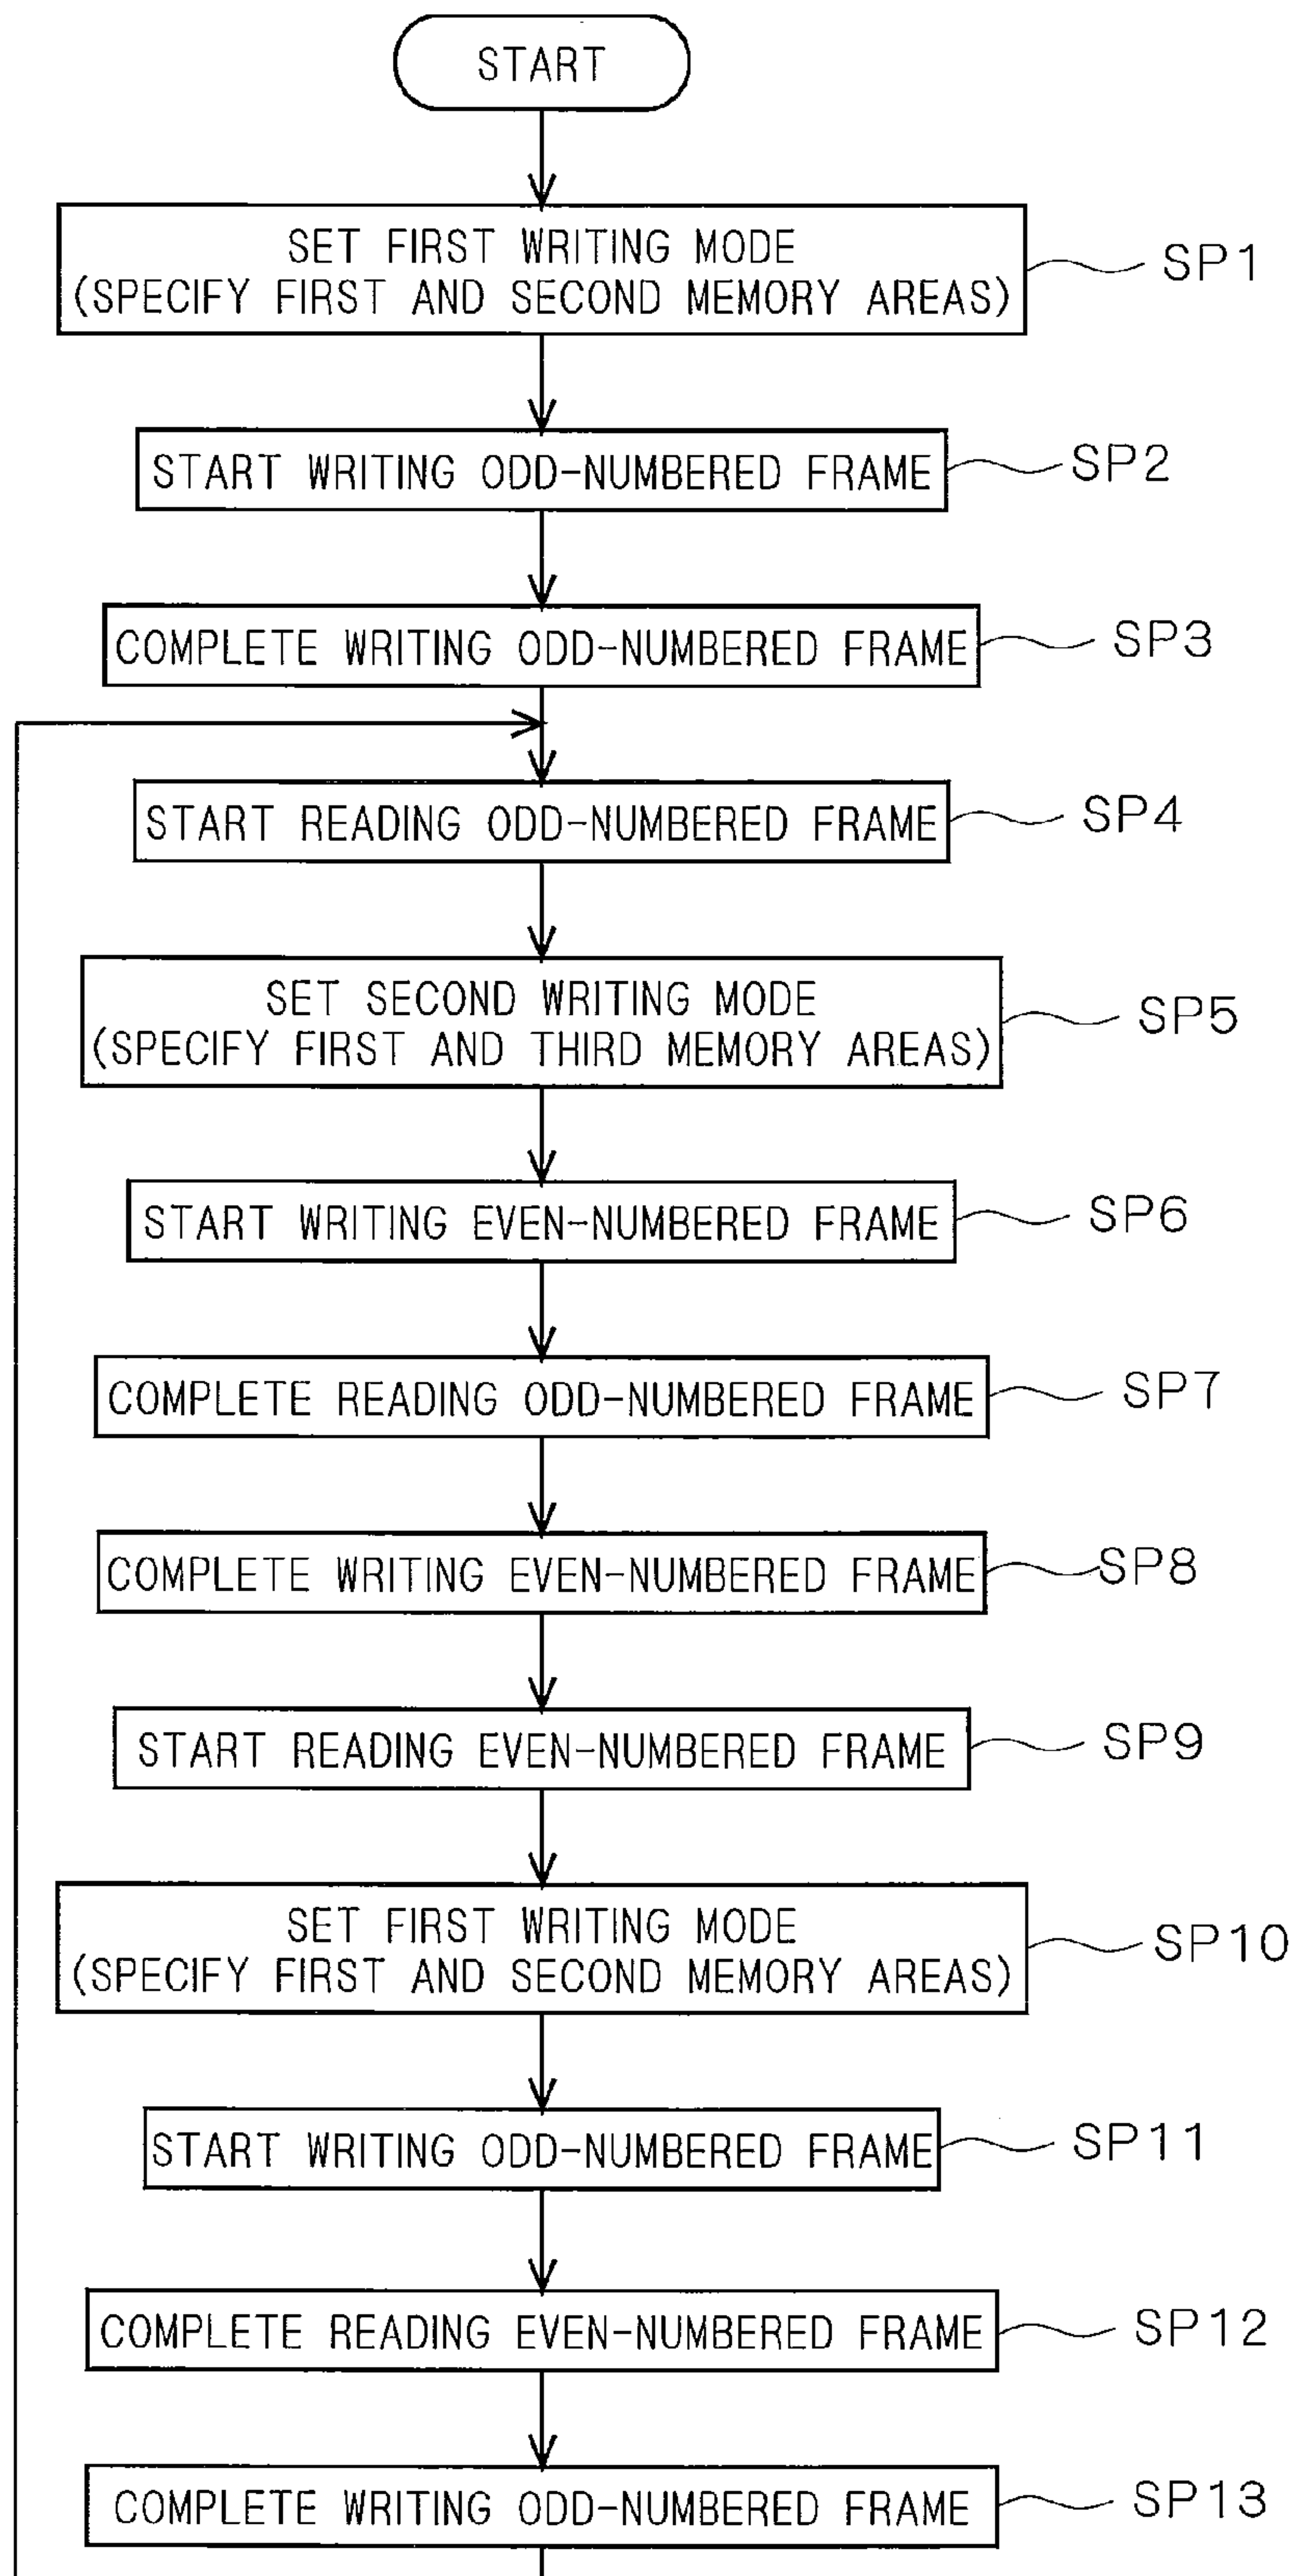 START
SET FIRST WRITING MODE
(SPECIFY FIRST AND SECOND MEMORY AREAS)
SP1
START WRITING ODD-NUMBERED FRAME
SP2
COMPLETE WRITING ODD-NUMBERED FRAME
SP3
START READING ODD-NUMBERED FRAME
SP4
SET SECOND WRITING MODE
(SPECIFY FIRST AND THIRD MEMORY AREAS)
SP5
START WRITING EVEN-NUMBERED FRAME
SP6
COMPLETE READING ODD-NUMBERED FRAME
SP7
COMPLETE WRITING EVEN-NUMBERED FRAME
SP8
START READING EVEN-NUMBERED FRAME
SP9
SET FIRST WRITING MODE
(SPECIFY FIRST AND SECOND MEMORY AREAS)
SP10
START WRITING ODD-NUMBERED FRAME
SP11
COMPLETE READING EVEN-NUMBERED FRAME
SP12
COMPLETE WRITING ODD-NUMBERED FRAME
SP13